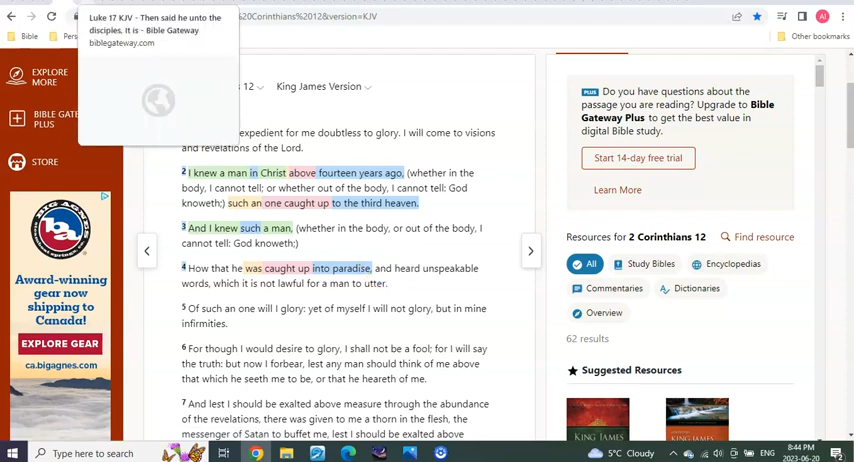 Luke 17 KJV - Then said he unto the
disciples, It is - Bible Gateway
biblegateway.com
%20Corinthians%2012&version=KJV
AI
Bible
Pers
Other bookmarks
EXPLORE
MORE
BIBLE GATE
PLUS
STORE
BIG AGNES
Award-winning
gear now
shipping to
Canada!
EXPLORE GEAR
ca.bigagnes.com
12
King James Version
expedient for me doubtless to glory. I will come to visions
and revelations of the Lord.
2 I knew a man in Christ above fourteen years ago, (whether in the
body, I cannot tell; or whether out of the body, I cannot tell: God
knoweth;) such an one caught up to the third heaven.
3 And I knew such a man, (whether in the body, or out of the body, I
cannot tell: God knoweth;)
4 How that he was caught up into paradise, and heard unspeakable
words, which it is not lawful for a man to utter.
5 Of such an one will I glory: yet of myself I will not glory, but in mine
infirmities.
6 For though I would desire to glory, I shall not be a fool; for I will say
the truth: but now I forbear, lest any man should think of me above
that which he seeth me to be, or that he heareth of me.
7 And lest I should be exalted above measure through the abundance
of the revelations, there was given to me a thorn in the flesh, the
messenger of Satan to buffet me, lest I should be exalted above
PLUS Do you have questions about the
passage you are reading? Upgrade to Bible
Gateway Plus to get the best value in
digital Bible study.
Start 14-day free trial
Learn More
Resources for 2 Corinthians 12
Find resource
All
Study Bibles
Encyclopedias
Commentaries
Dictionaries
Overview
62 results
Suggested Resources
KING JAMES
KING JAMES
Type here to search
5°C Cloudy
ENG
8:44 PM
2023-06-20
2